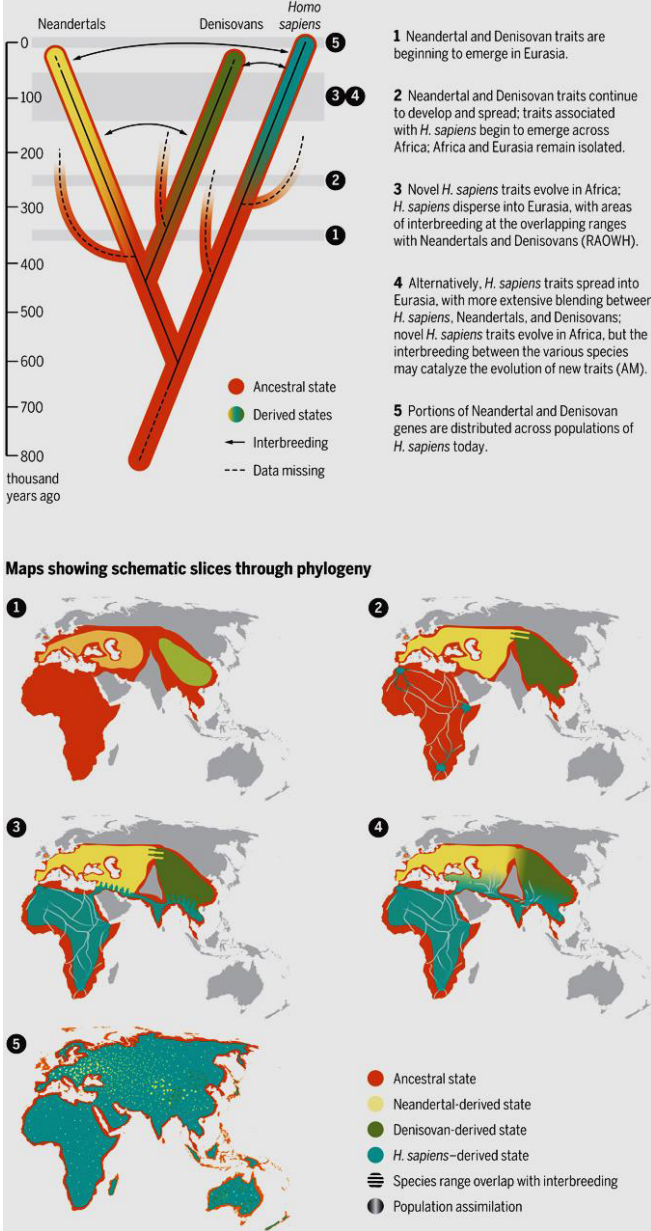 Neandertals
Denisovans
Homo
sapiens
0
100
200
300
400
500
600
700
800
thousand
years ago
5
3 4
2
1
Ancestral state
Derived states
Interbreeding
Data missing
1 Neandertal and Denisovan traits are
beginning to emerge in Eurasia.
2 Neandertal and Denisovan traits continue
to develop and spread; traits associated
with H. sapiens begin to emerge across
Africa; Africa and Eurasia remain isolated.
3 Novel H. sapiens traits evolve in Africa;
H. sapiens disperse into Eurasia, with areas
of interbreeding at the overlapping ranges
with Neandertals and Denisovans (RAOWH).
4 Alternatively, H. sapiens traits spread into
Eurasia, with more extensive blending between
H. sapiens, Neandertals, and Denisovans;
novel H. sapiens traits evolve in Africa, but the
interbreeding between the various species
may catalyze the evolution of new traits (AM).
5 Portions of Neandertal and Denisovan
genes are distributed across populations of
H. sapiens today.
Maps showing schematic slices through phylogeny
1
2
3
4
5
Ancestral state
Neandertal-derived state
Denisovan-derived state
H. sapiens–derived state
Species range overlap with interbreeding
Population assimilation